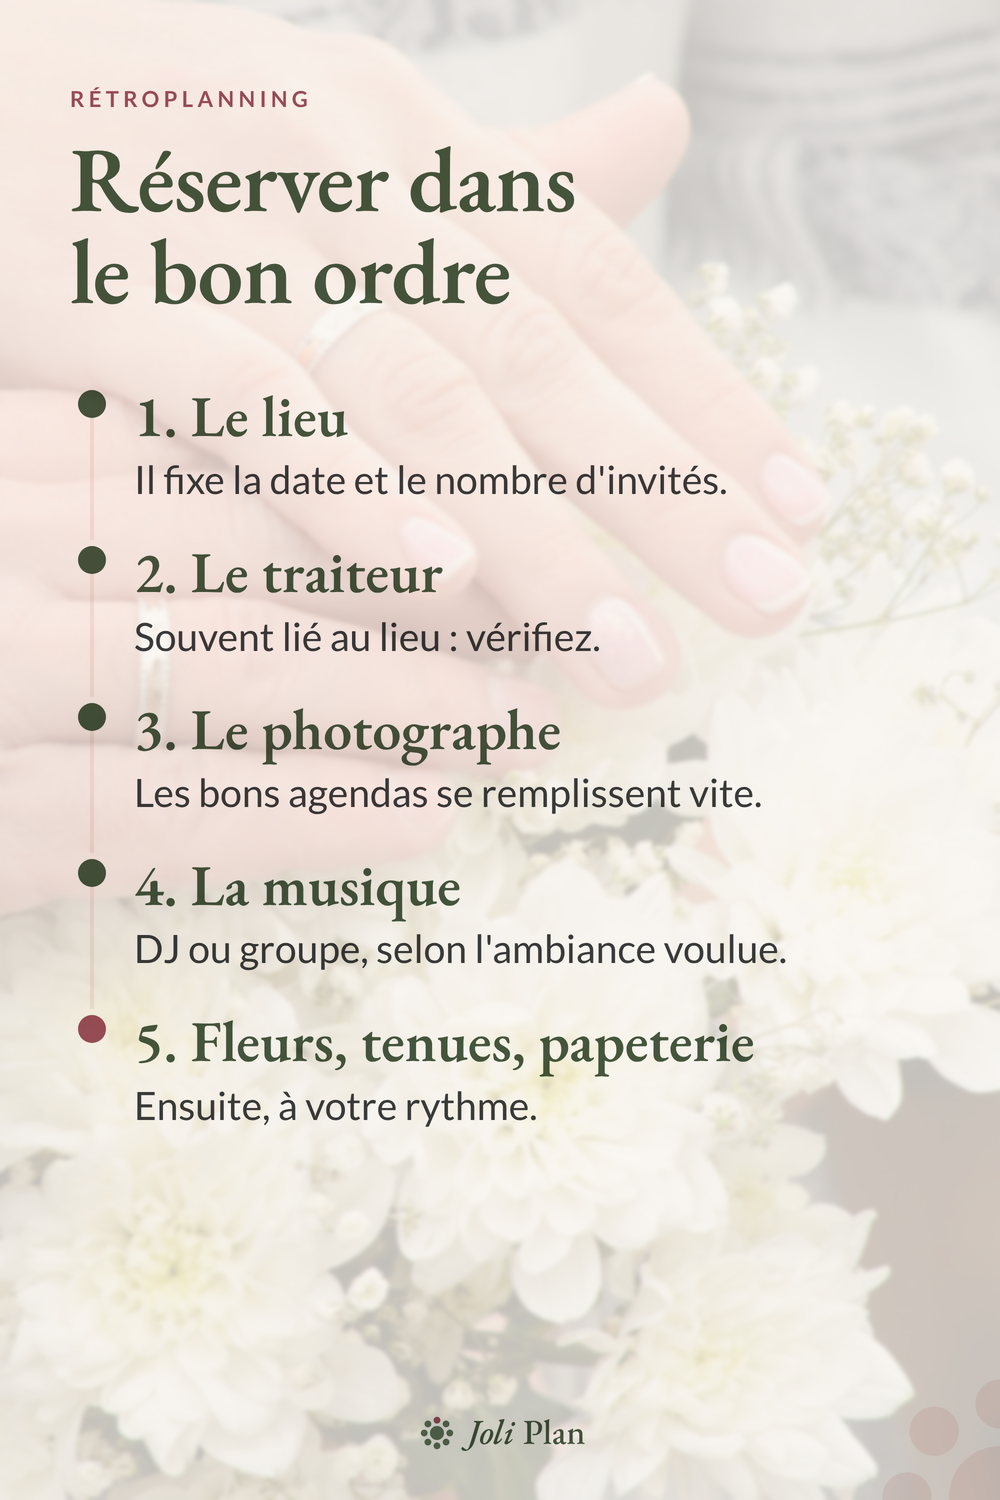 RÉTROPLANNING
Réserver dans
le bon ordre
1. Le lieu
Il fixe la date et le nombre d'invités.
2. Le traiteur
Souvent lié au lieu : vérifiez.
3. Le photographe
Les bons agendas se remplissent vite.
4. La musique
DJ ou groupe, selon l'ambiance voulue.
5. Fleurs, tenues, papeterie
Ensuite, à votre rythme.
Joli Plan